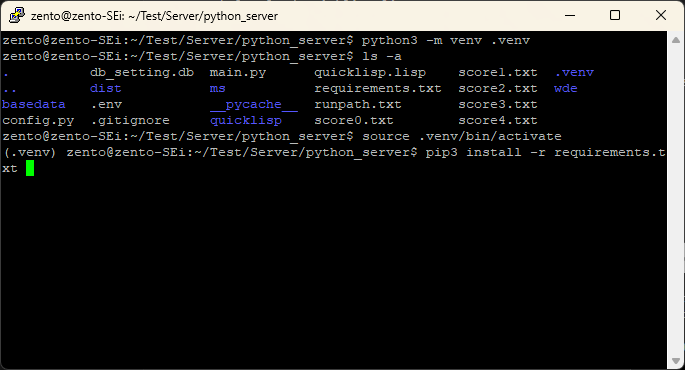 zento@zento-SEi: ~/Test/Server/python_server
zento@zento-SEi:~/Test/Server/python_server$ python3 -m venv .venv
zento@zento-SEi:~/Test/Server/python_server$ ls -a
. db_setting.db main.py quicklisp.lisp score1.txt .venv
.. dist ms requirements.txt score2.txt wde
basedata .env __pycache__ runpath.txt score3.txt
config.py .gitignore quicklisp score0.txt score4.txt
zento@zento-SEi:~/Test/Server/python_server$ source .venv/bin/activate
(.venv) zento@zento-SEi:~/Test/Server/python_server$ pip3 install -r requirements.t
xt